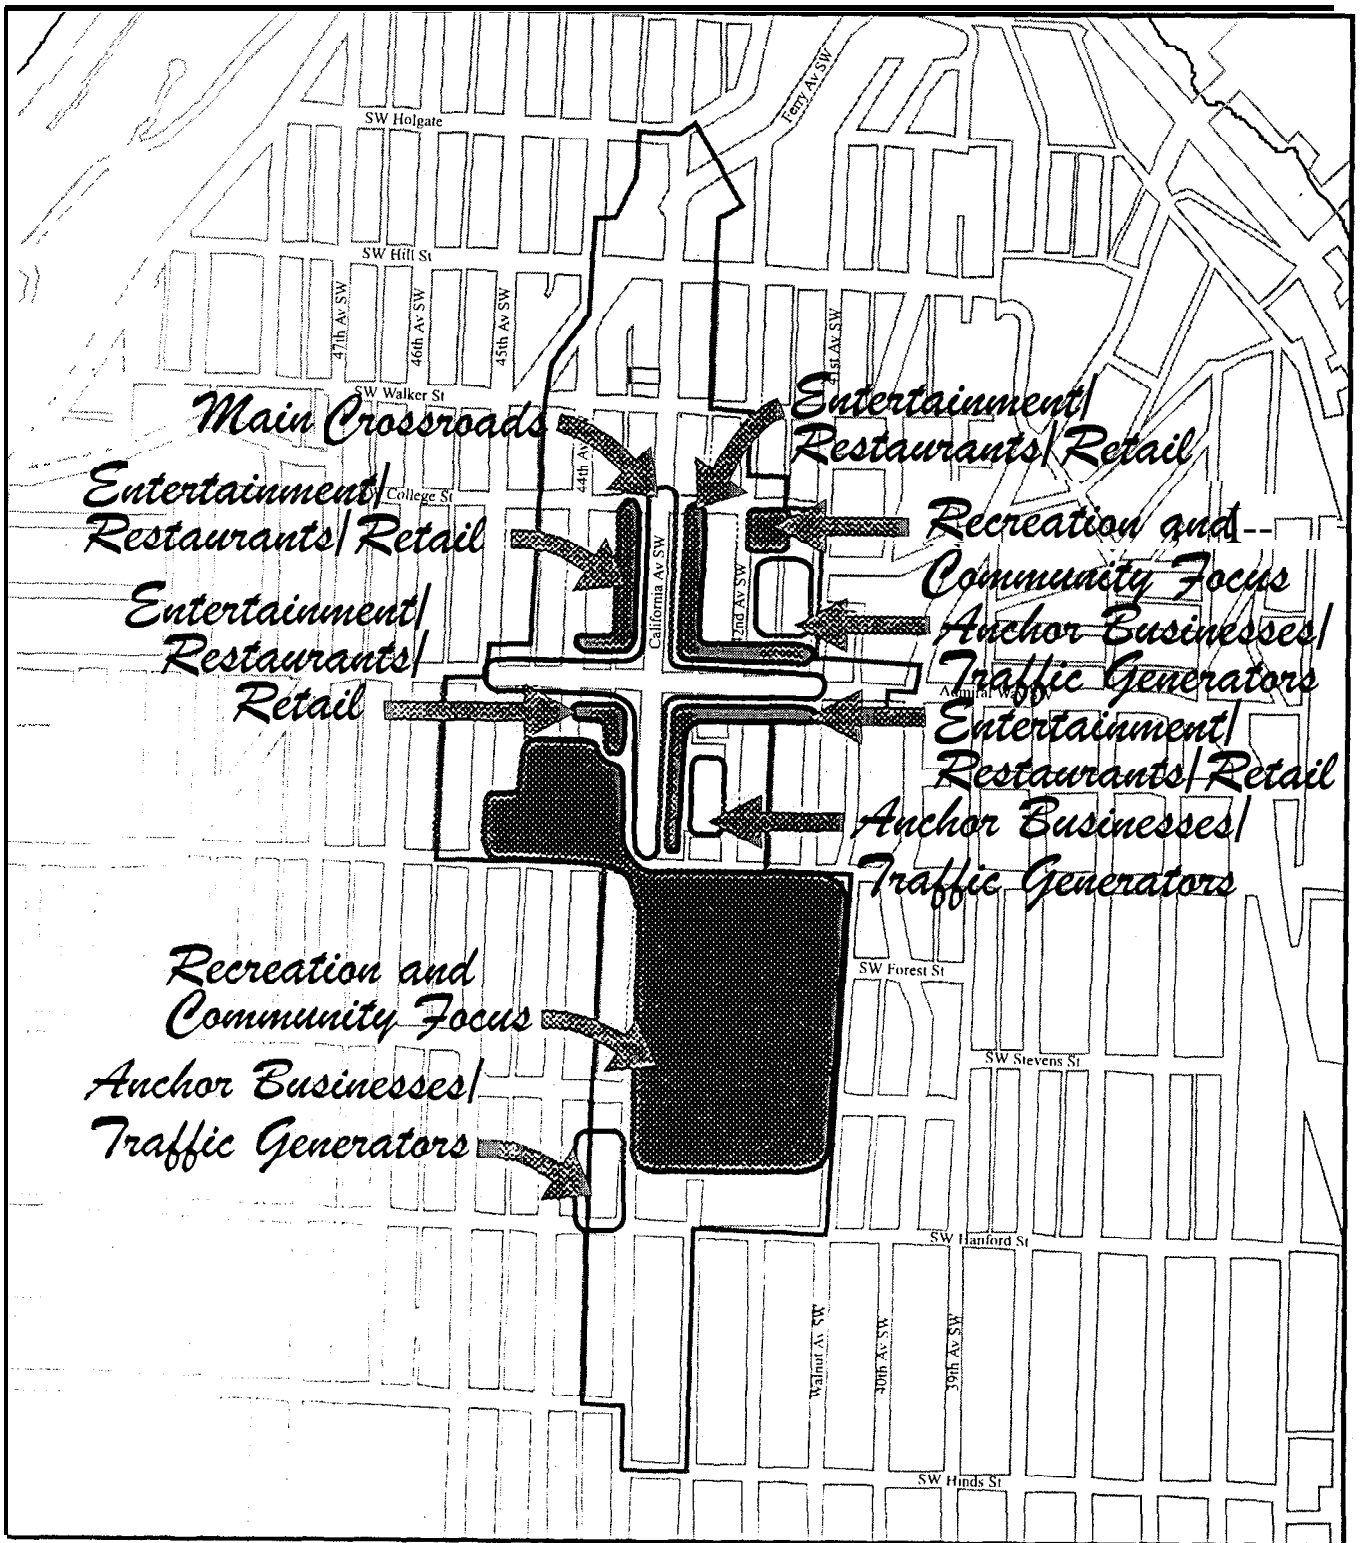 SW Holgate
Ferry Av SW
SW Hill St
47th Av SW
46th Av SW
45th Av SW
41st Av SW
SW Walker St
Main Crossroads
Entertainment/
Restaurants/Retail
44th Av
College St
Entertainment/
Restaurants/Retail
Recreation and
Community Focus
California Av SW
2nd Av SW
Entertainment/
Restaurants/
Retail
Anchor Businesses/
Traffic Generators
Admiral
Entertainment/
Restaurants/Retail
Anchor Businesses/
Traffic Generators
Recreation and
Community Focus
SW Forest St
SW Stevens St
Anchor Businesses/
Traffic Generators
SW Hanford St
Walnut Av SW
40th Av SW
39th Av SW
SW Hinds St